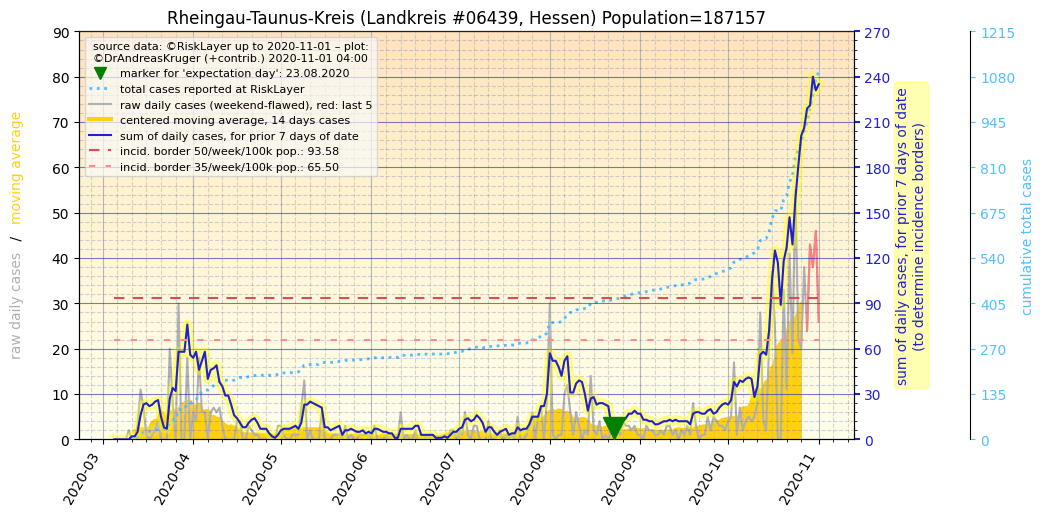 Rheingau-Taunus-Kreis (Landkreis #06439, Hessen) Population=187157
source data: ©RiskLayer up to 2020-11-01 – plot:
©DrAndreasKruger (+contrib.) 2020-11-01 04:00
marker for 'expectation day': 23.08.2020
total cases reported at RiskLayer
raw daily cases (weekend-flawed), red: last 5
centered moving average, 14 days cases
sum of daily cases, for prior 7 days of date
incid. border 50/week/100k pop.: 93.58
incid. border 35/week/100k pop.: 65.50
raw daily cases / moving average
90
80
70
60
50
40
30
20
10
0
270
240
210
180
150
120
90
60
30
0
sum of daily cases, for prior 7 days of date
(to determine incidence borders)
1215
1080
945
810
675
540
405
270
135
0
cumulative total cases
2020-03
2020-04
2020-05
2020-06
2020-07
2020-08
2020-09
2020-10
2020-11